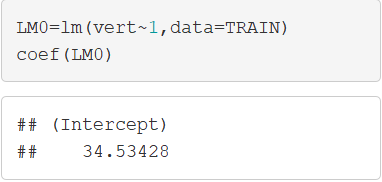 LM0=lm(vert~1,data=TRAIN)
coef(LM0)
## (Intercept)
##    34.53428